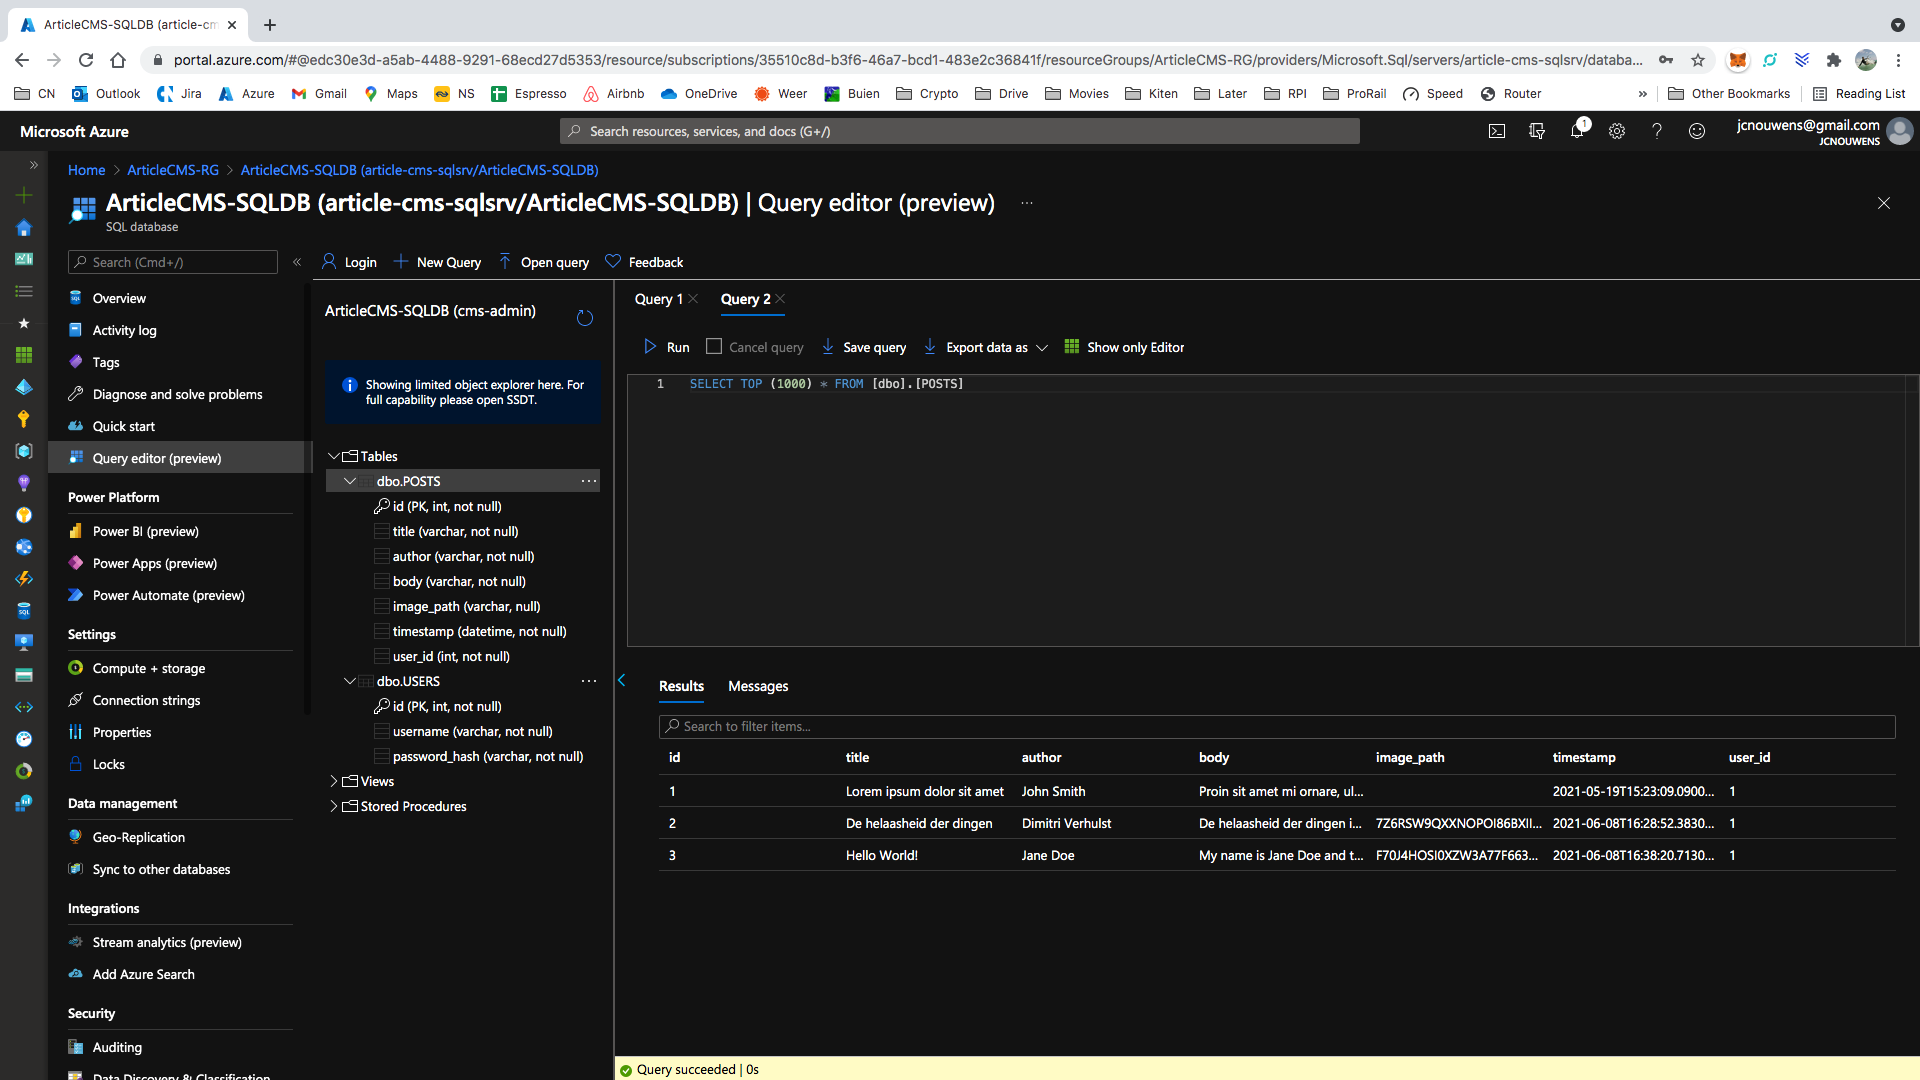 ArticleCMS-SQLDB (article-cm
portal.azure.com/#@edc30e3d-a5ab-4488-9291-68ecd27d5353/resource/subscriptions/35510c8d-b3f6-46a7-bcd1-483e2c36841f/resourceGroups/ArticleCMS-RG/providers/Microsoft.Sql/servers/article-cms-sqlsrv/databa...
CN Outlook Jira Azure Gmail Maps NS Espresso Airbnb OneDrive Weer Buien Crypto Drive Movies Kiten Later RPI ProRail Speed Router » Other Bookmarks Reading List
Microsoft Azure
Search resources, services, and docs (G+/)
1
jcnouwens@gmail.com
JCNOUWENS
Home > ArticleCMS-RG > ArticleCMS-SQLDB (article-cms-sqlsrv/ArticleCMS-SQLDB)
ArticleCMS-SQLDB (article-cms-sqlsrv/ArticleCMS-SQLDB) | Query editor (preview) ...
SQL database
Search (Cmd+/)
«
Overview
Activity log
Tags
Diagnose and solve problems
Quick start
Query editor (preview)
Power Platform
Power BI (preview)
Power Apps (preview)
Power Automate (preview)
Settings
Compute + storage
Connection strings
Properties
Locks
Data management
Geo-Replication
Sync to other databases
Integrations
Stream analytics (preview)
Add Azure Search
Security
Auditing
Data Discovery & Classification
Login New Query Open query Feedback
ArticleCMS-SQLDB (cms-admin)
Showing limited object explorer here. For
full capability please open SSDT.
Tables
dbo.POSTS ...
id (PK, int, not null)
title (varchar, not null)
author (varchar, not null)
body (varchar, not null)
image_path (varchar, null)
timestamp (datetime, not null)
user_id (int, not null)
dbo.USERS ...
id (PK, int, not null)
username (varchar, not null)
password_hash (varchar, not null)
Views
Stored Procedures
Query 1 Query 2
Run Cancel query Save query Export data as Show only Editor
1 SELECT TOP (1000) * FROM [dbo].[POSTS]
Results Messages
Search to filter items...
id title author body image_path timestamp user_id
1 Lorem ipsum dolor sit amet John Smith Proin sit amet mi ornare, ul... 2021-05-19T15:23:09.0900... 1
2 De helaasheid der dingen Dimitri Verhulst De helaasheid der dingen i... 7Z6RSW9QXXNOPOI86BXII... 2021-06-08T16:28:52.3830... 1
3 Hello World! Jane Doe My name is Jane Doe and t... F70J4HOSI0XZW3A77F663... 2021-06-08T16:38:20.7130... 1
Query succeeded | 0s